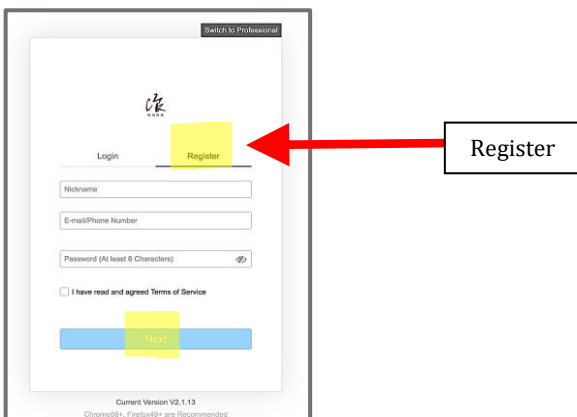 Switch to Professional
Login
Register
Register
Nickname
E-mail/Phone Number
Password (At least 6 Characters)
I have read and agreed Terms of Service
Next
Current Version V2.1.13
Chrome58+, Firefox49+ are Recommended